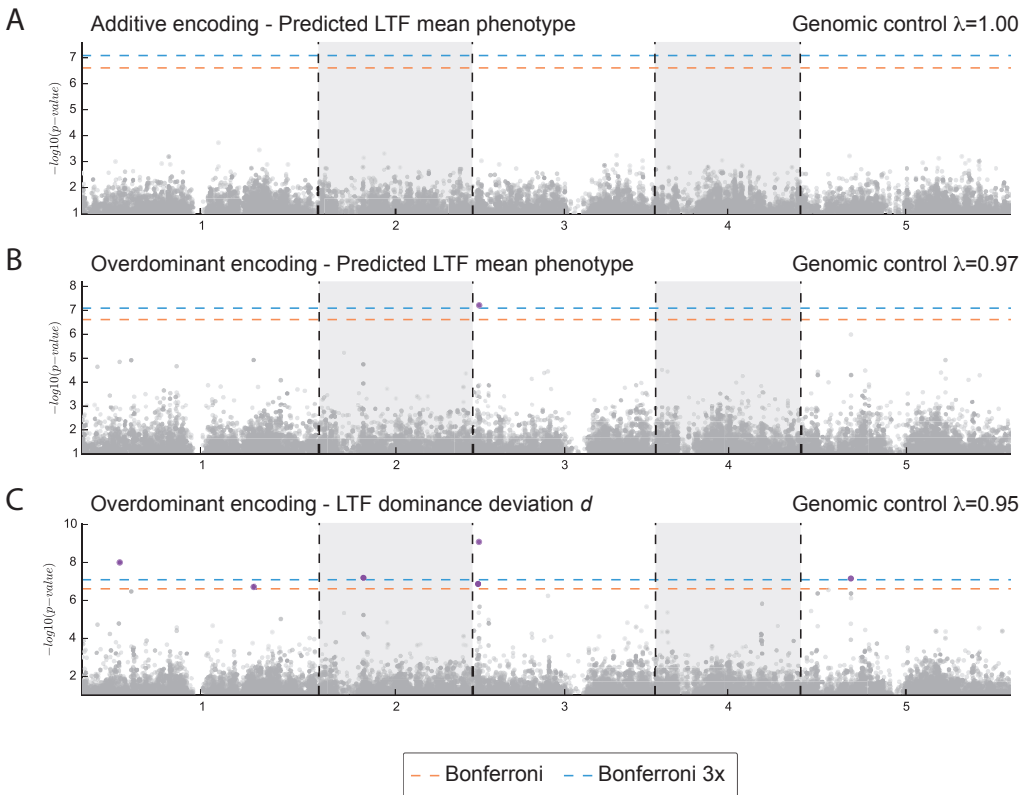 A
Additive encoding - Predicted LTF mean phenotype
Genomic control λ=1.00
7
6
5
4
3
2
1
−log10(p−value)
1 2 3 4 5
B
Overdominant encoding - Predicted LTF mean phenotype
Genomic control λ=0.97
8
7
6
5
4
3
2
1
−log10(p−value)
1 2 3 4 5
C
Overdominant encoding - LTF dominance deviation d
Genomic control λ=0.95
10
8
6
4
2
−log10(p−value)
1 2 3 4 5
Bonferroni Bonferroni 3x